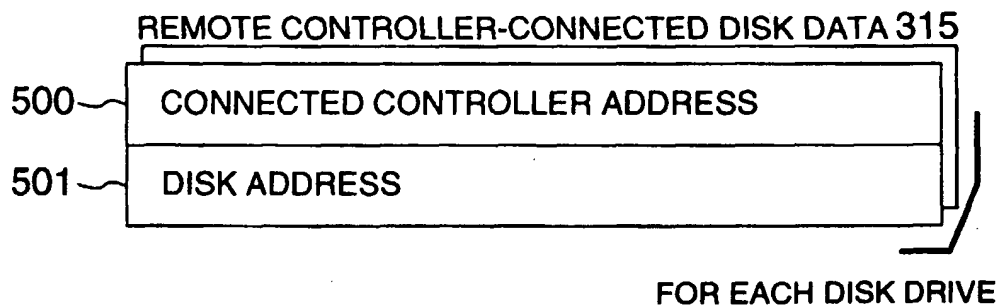 REMOTE CONTROLLER-CONNECTED DISK DATA 315
500 CONNECTED CONTROLLER ADDRESS
501 DISK ADDRESS
FOR EACH DISK DRIVE